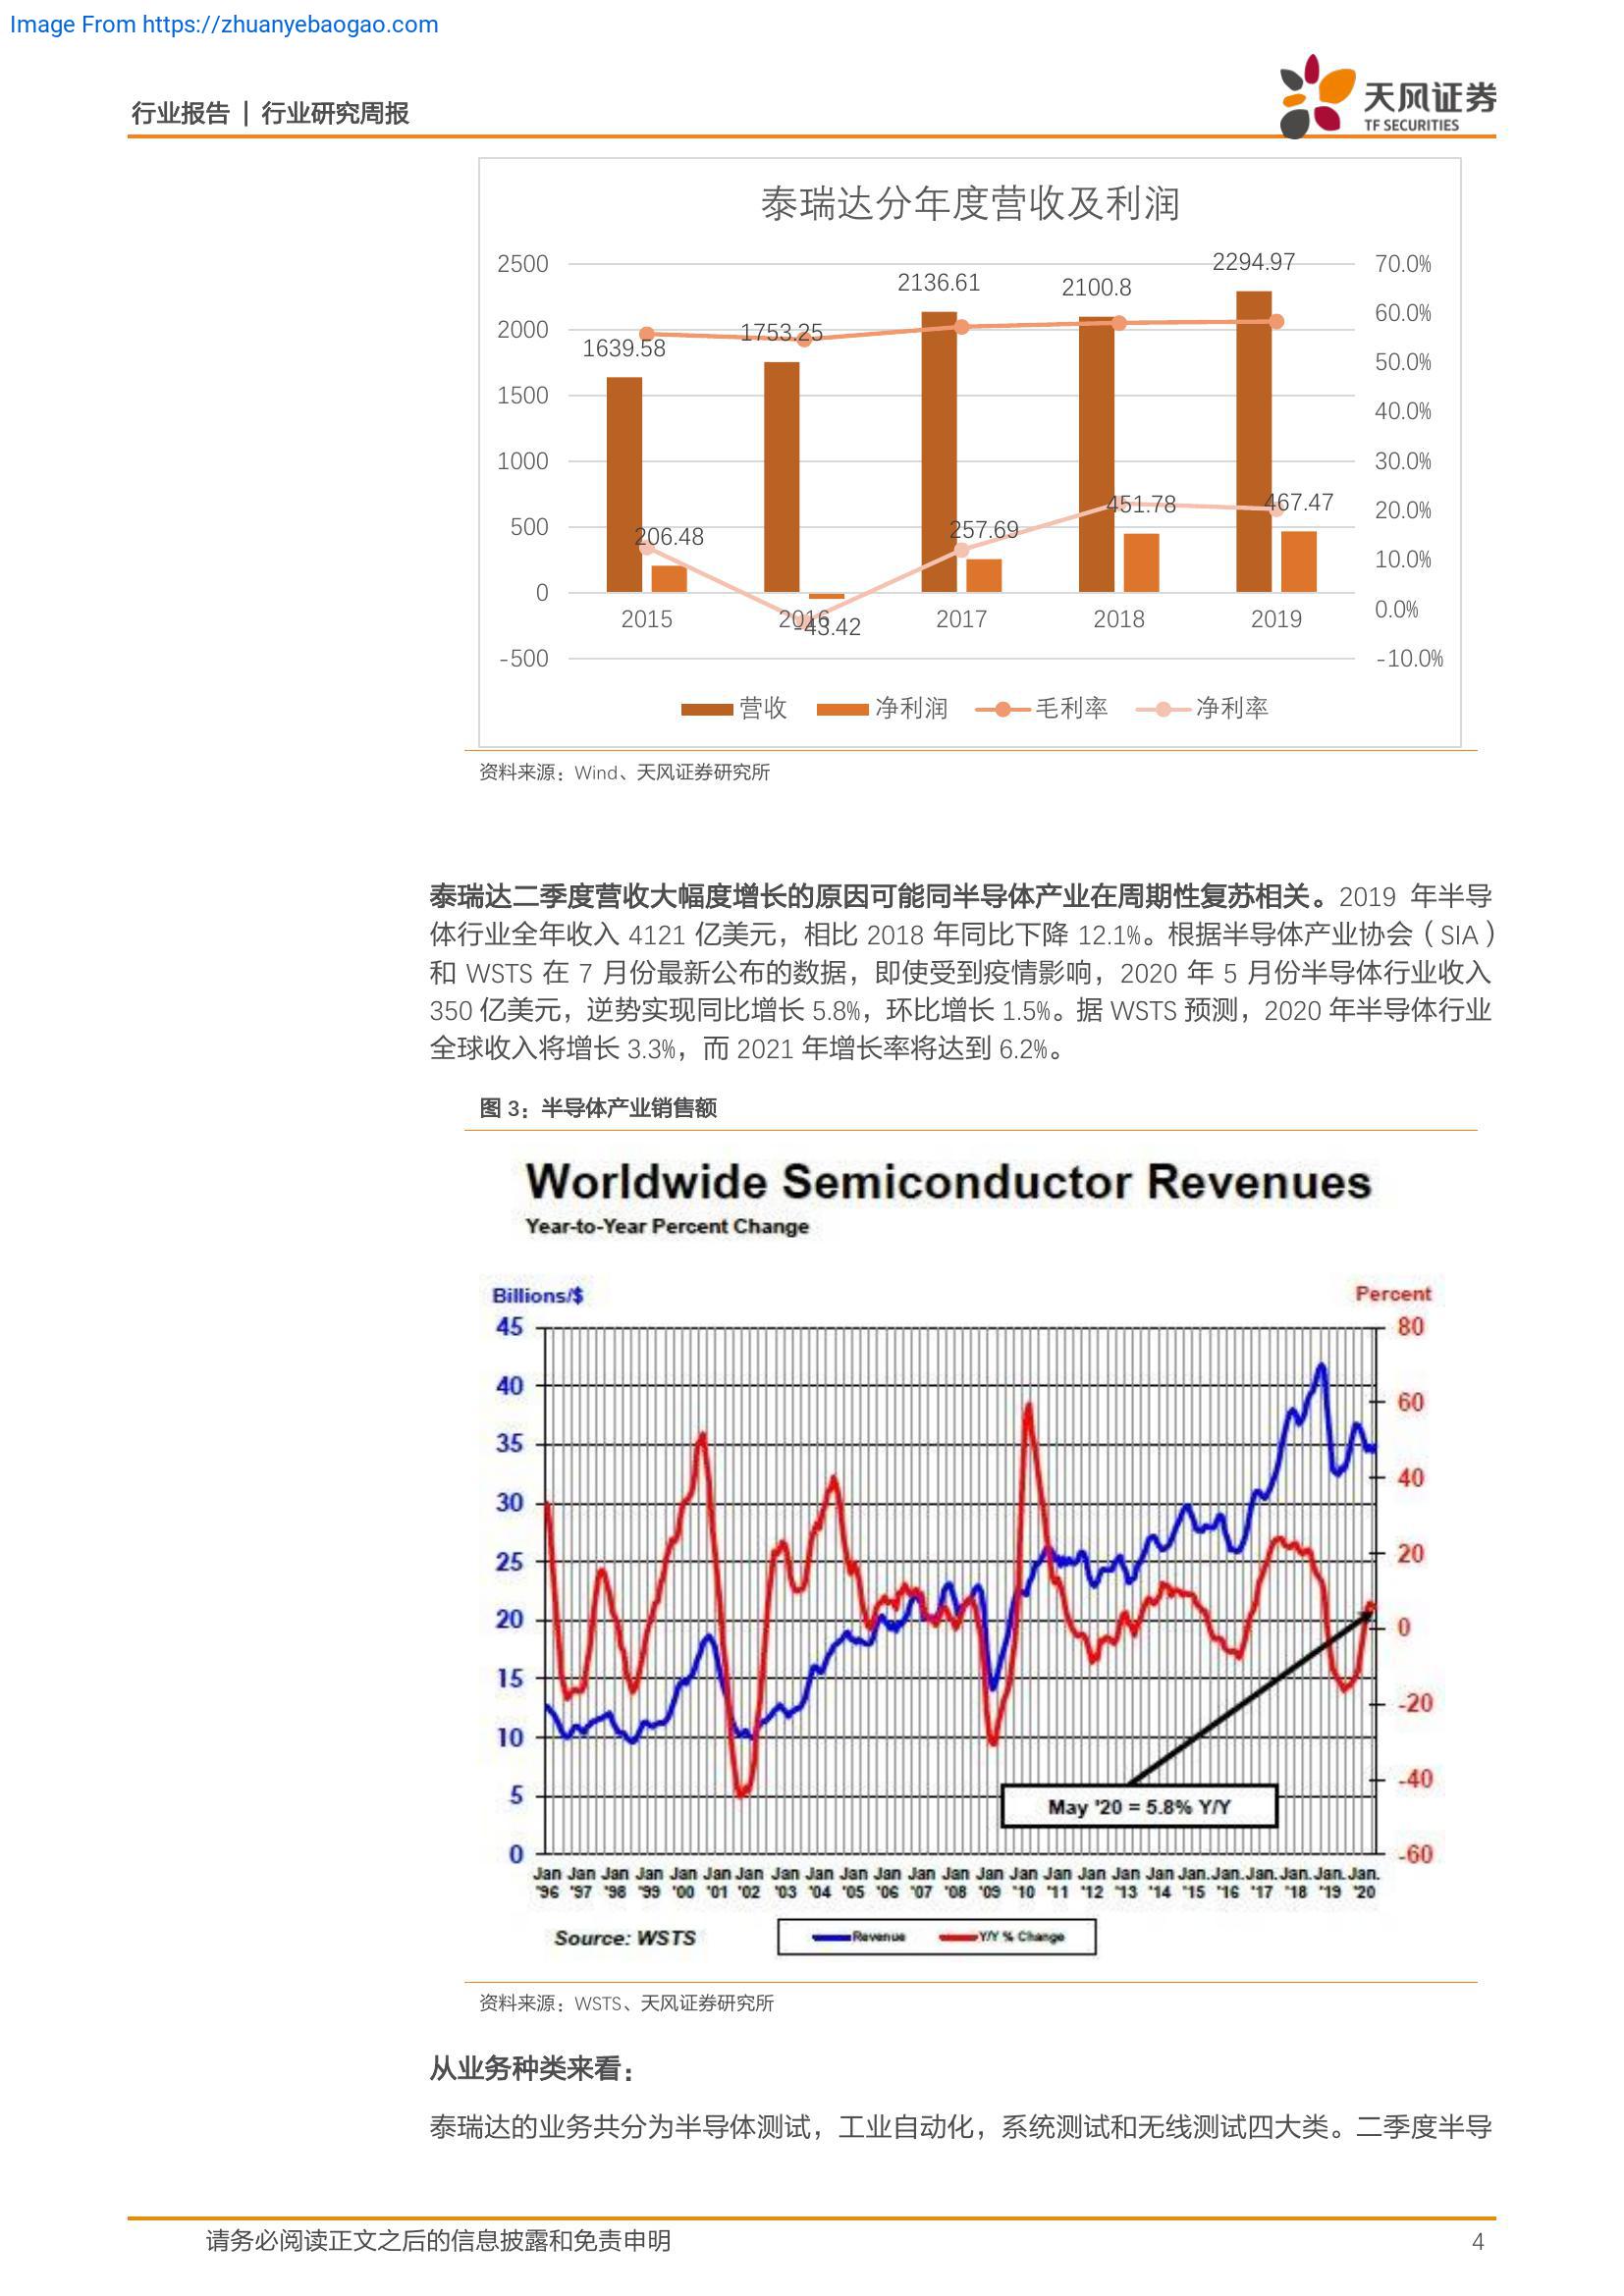 Image From https://zhuanyebaogao.com
行业报告 | 行业研究周报
天风证券
TF SECURITIES
泰瑞达分年度营收及利润
2500
2000
1500
1000
500
0
-500
70.0%
60.0%
50.0%
40.0%
30.0%
20.0%
10.0%
0.0%
-10.0%
1639.58
1753.25
2136.61
2100.8
2294.97
206.48
-43.42
257.69
451.78
467.47
2015 2016 2017 2018 2019
营收 净利润 毛利率 净利率
资料来源：Wind、天风证券研究所
泰瑞达二季度营收大幅度增长的原因可能同半导体产业在周期性复苏相关。2019 年半导
体行业全年收入 4121 亿美元，相比 2018 年同比下降 12.1%。根据半导体产业协会（SIA）
和 WSTS 在 7 月份最新公布的数据，即使受到疫情影响，2020 年 5 月份半导体行业收入
350 亿美元，逆势实现同比增长 5.8%，环比增长 1.5%。据 WSTS 预测，2020 年半导体行业
全球收入将增长 3.3%，而 2021 年增长率将达到 6.2%。
图 3：半导体产业销售额
Worldwide Semiconductor Revenues
Year-to-Year Percent Change
Billions/$
Percent
45
40
35
30
25
20
15
10
5
0
80
60
40
20
0
-20
-40
-60
May '20 = 5.8% Y/Y
Jan Jan Jan Jan Jan Jan Jan Jan Jan Jan Jan Jan Jan Jan Jan Jan Jan Jan Jan Jan. Jan. Jan. Jan. Jan. Jan.
'96 '97 '98 '99 '00 '01 '02 '03 '04 '05 '06 '07 '08 '09 '10 '11 '12 '13 '14 '15 '16 '17 '18 '19 '20
Source: WSTS
Revenue Y/Y % Change
资料来源：WSTS、天风证券研究所
从业务种类来看：
泰瑞达的业务共分为半导体测试，工业自动化，系统测试和无线测试四大类。二季度半导
请务必阅读正文之后的信息披露和免责申明
4